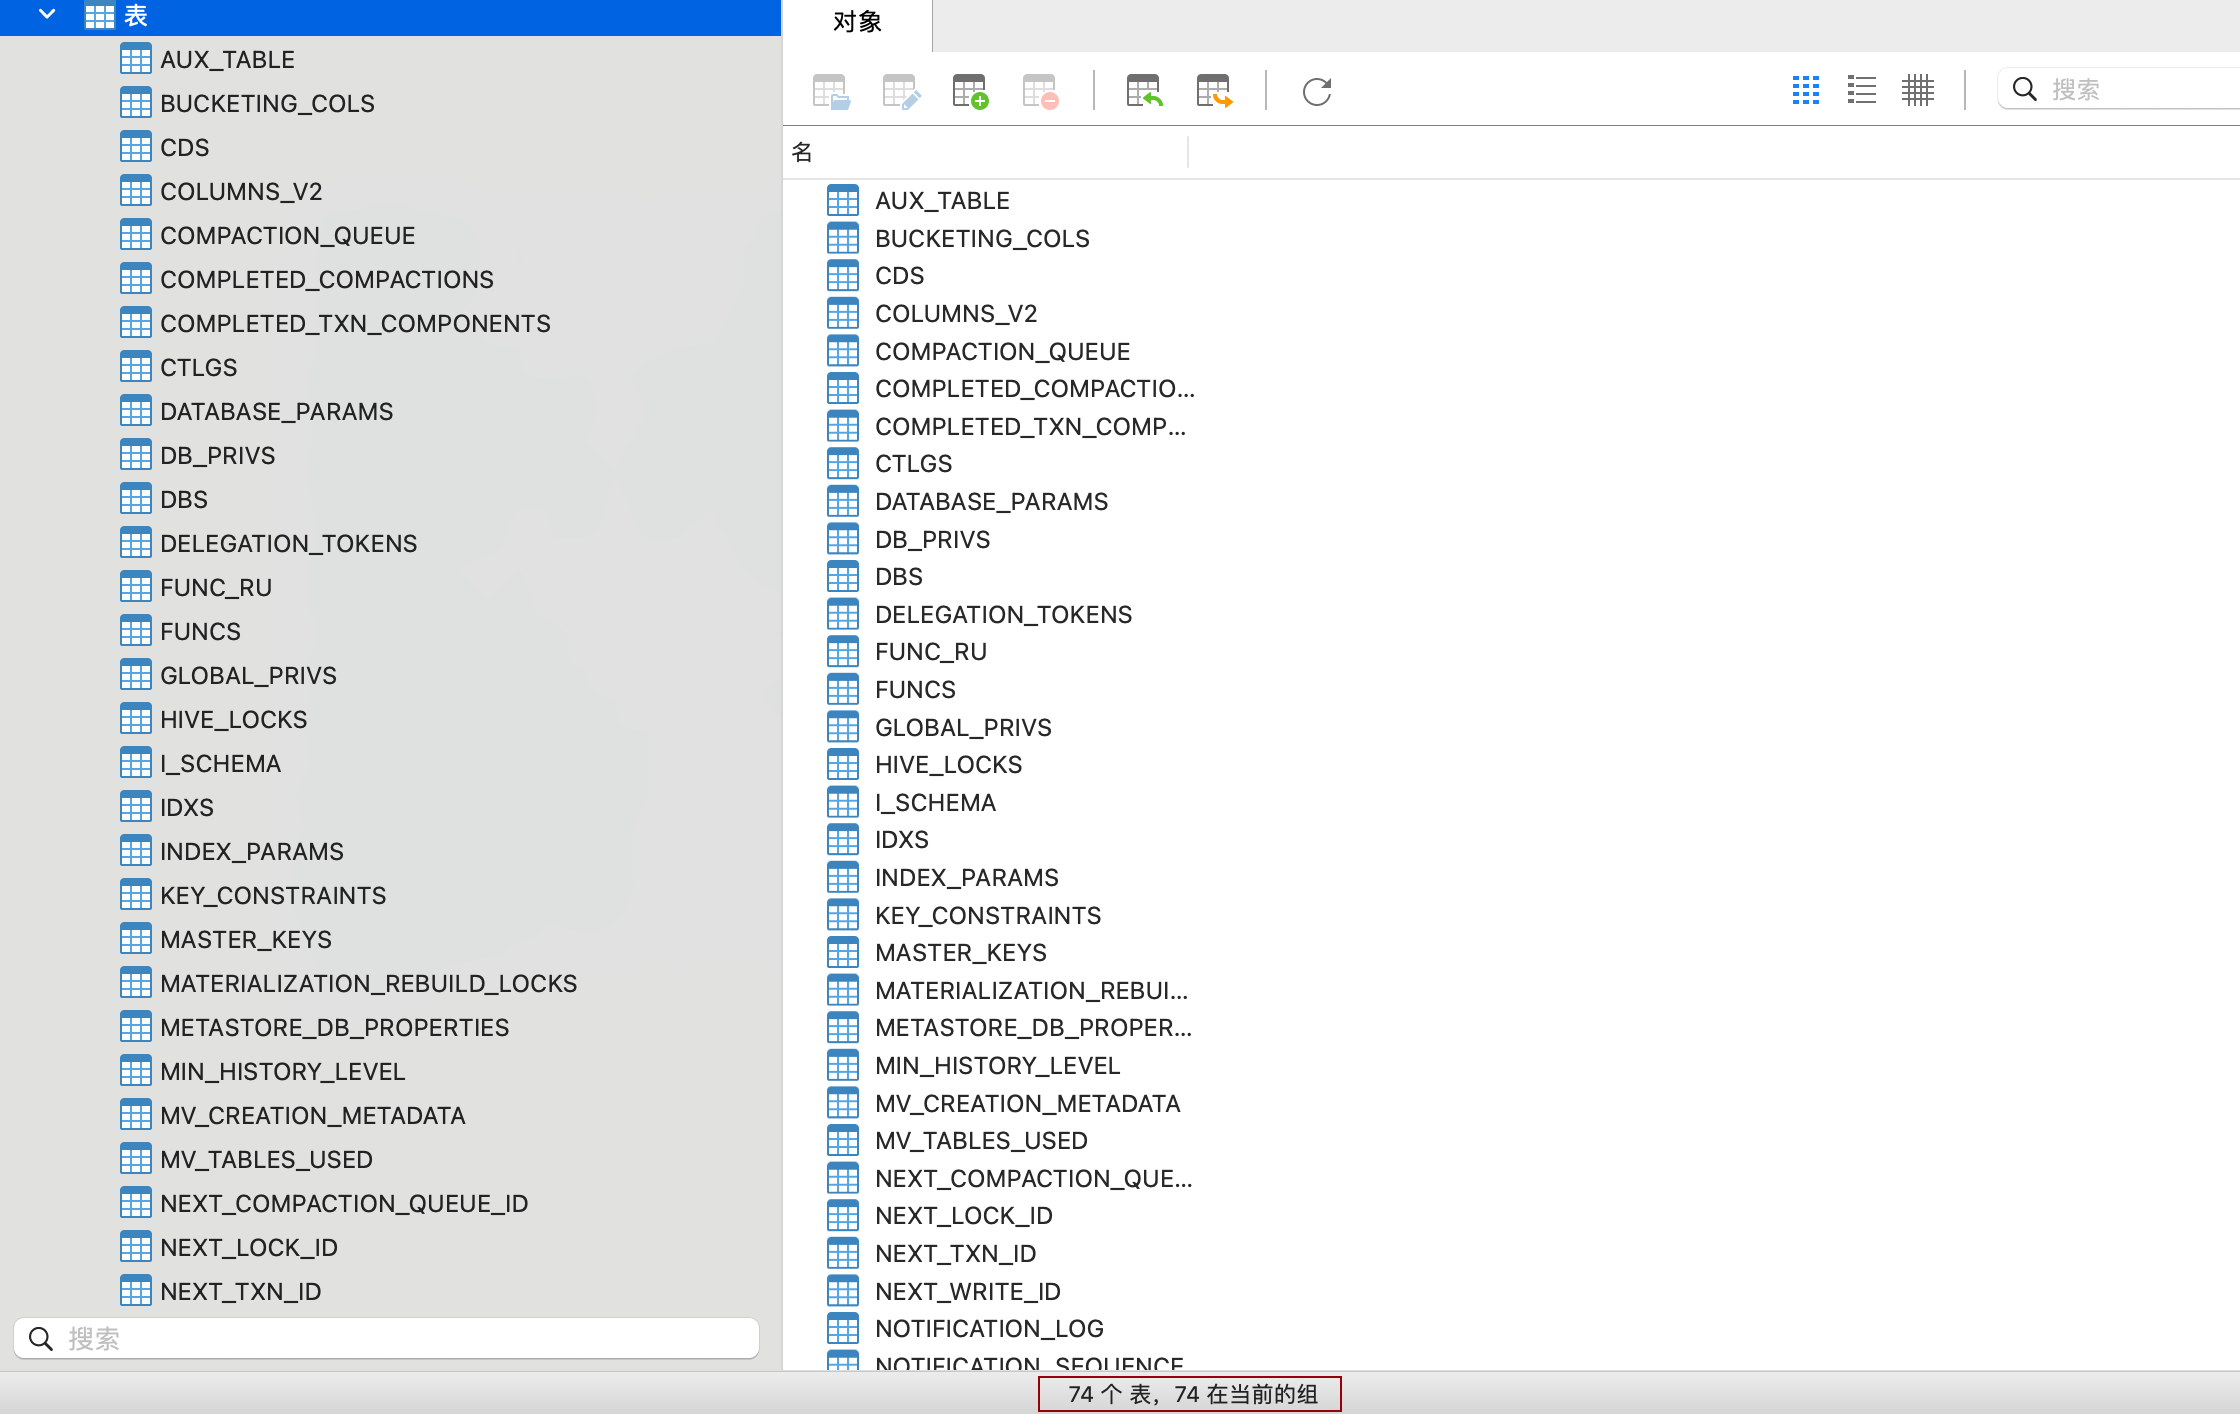 表
AUX_TABLE
BUCKETING_COLS
CDS
COLUMNS_V2
COMPACTION_QUEUE
COMPLETED_COMPACTIONS
COMPLETED_TXN_COMPONENTS
CTLGS
DATABASE_PARAMS
DB_PRIVS
DBS
DELEGATION_TOKENS
FUNC_RU
FUNCS
GLOBAL_PRIVS
HIVE_LOCKS
I_SCHEMA
IDXS
INDEX_PARAMS
KEY_CONSTRAINTS
MASTER_KEYS
MATERIALIZATION_REBUILD_LOCKS
METASTORE_DB_PROPERTIES
MIN_HISTORY_LEVEL
MV_CREATION_METADATA
MV_TABLES_USED
NEXT_COMPACTION_QUEUE_ID
NEXT_LOCK_ID
NEXT_TXN_ID
搜索
对象
搜索
名
AUX_TABLE
BUCKETING_COLS
CDS
COLUMNS_V2
COMPACTION_QUEUE
COMPLETED_COMPACTIO...
COMPLETED_TXN_COMP...
CTLGS
DATABASE_PARAMS
DB_PRIVS
DBS
DELEGATION_TOKENS
FUNC_RU
FUNCS
GLOBAL_PRIVS
HIVE_LOCKS
I_SCHEMA
IDXS
INDEX_PARAMS
KEY_CONSTRAINTS
MASTER_KEYS
MATERIALIZATION_REBUI...
METASTORE_DB_PROPER...
MIN_HISTORY_LEVEL
MV_CREATION_METADATA
MV_TABLES_USED
NEXT_COMPACTION_QUE...
NEXT_LOCK_ID
NEXT_TXN_ID
NEXT_WRITE_ID
NOTIFICATION_LOG
NOTIFICATION_SEQUENCE
74 个 表，74 在当前的组